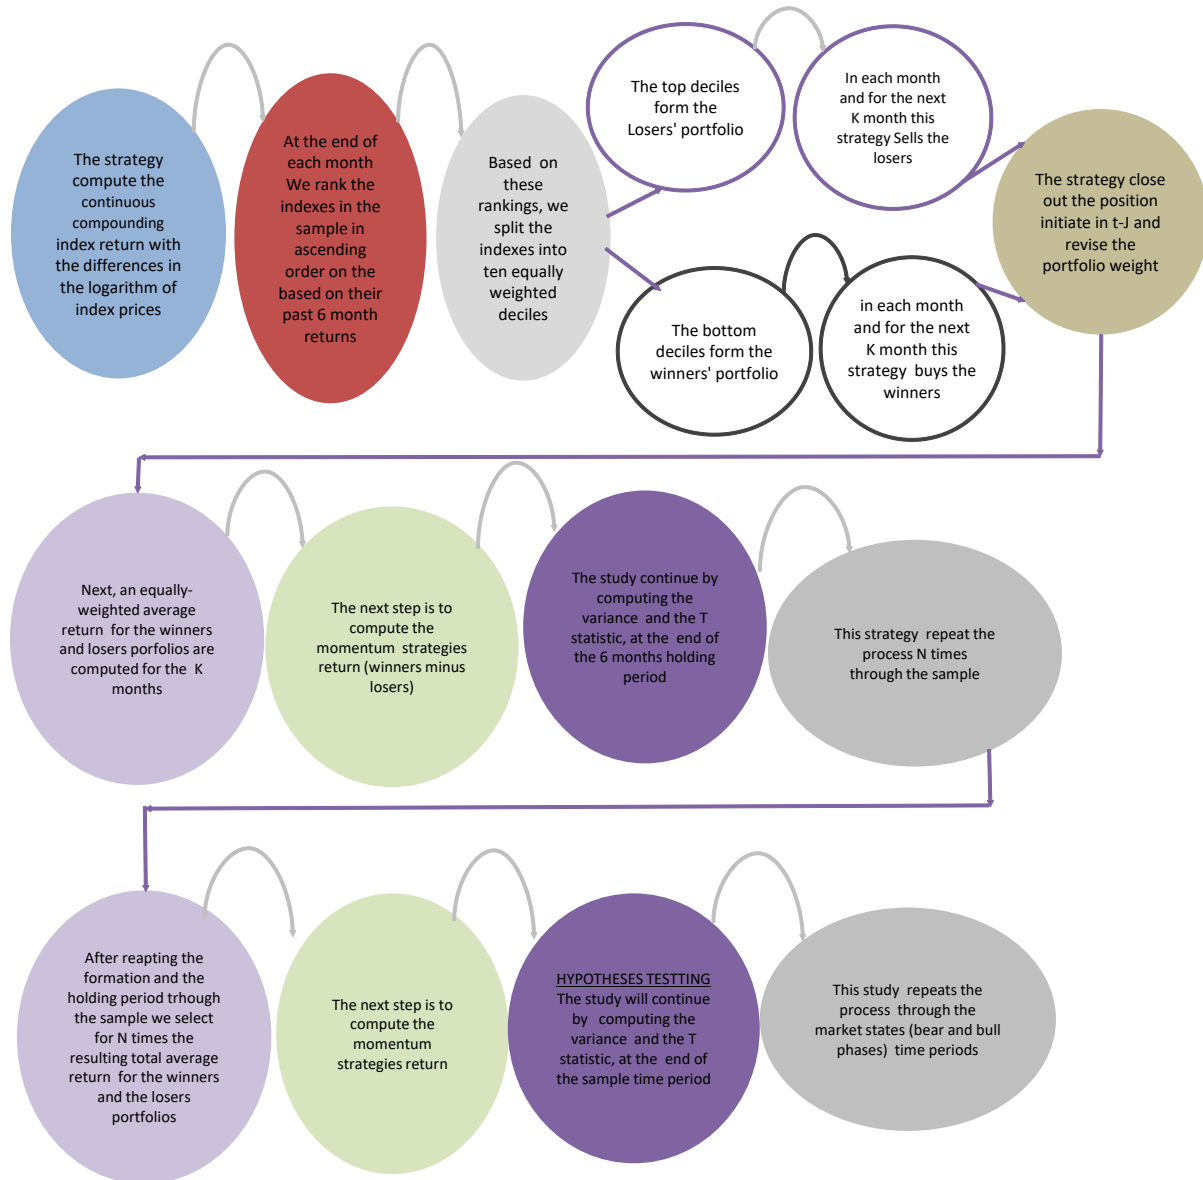 The strategy
compute the
continuous
compounding
index return with
the differences in
the logarithm of
index prices
At the end of
each month
We rank the
indexes in the
sample in
ascending
order on the
based on their
past 6 month
returns
Based on
these
rankings, we
split the
indexes into
ten equally
weighted
deciles
The top deciles
form the
Losers' portfolio
In each month
and for the next
K month this
strategy Sells the
losers
The bottom
deciles form the
winners' portfolio
in each month
and for the next
K month this
strategy buys the
winners
The strategy close
out the position
initiate in t-J and
revise the
portfolio weight
Next, an equally-
weighted average
return for the winners
and losers porfolios are
computed for the K
months
The next step is to
compute the
momentum strategies
return (winners minus
losers)
The study continue by
computing the
variance and the T
statistic, at the end of
the 6 months holding
period
This strategy repeat the
process N times
through the sample
After reapting the
formation and the
holding period trhough
the sample we select
for N times the
resulting total average
return for the winners
and the losers
portfolios
The next step is to
compute the
momentum
strategies return
HYPOTHESES TESTTING
The study will continue
by computing the
variance and the T
statistic, at the end of
the sample time period
This study repeats the
process through the
market states (bear and bull
phases) time periods